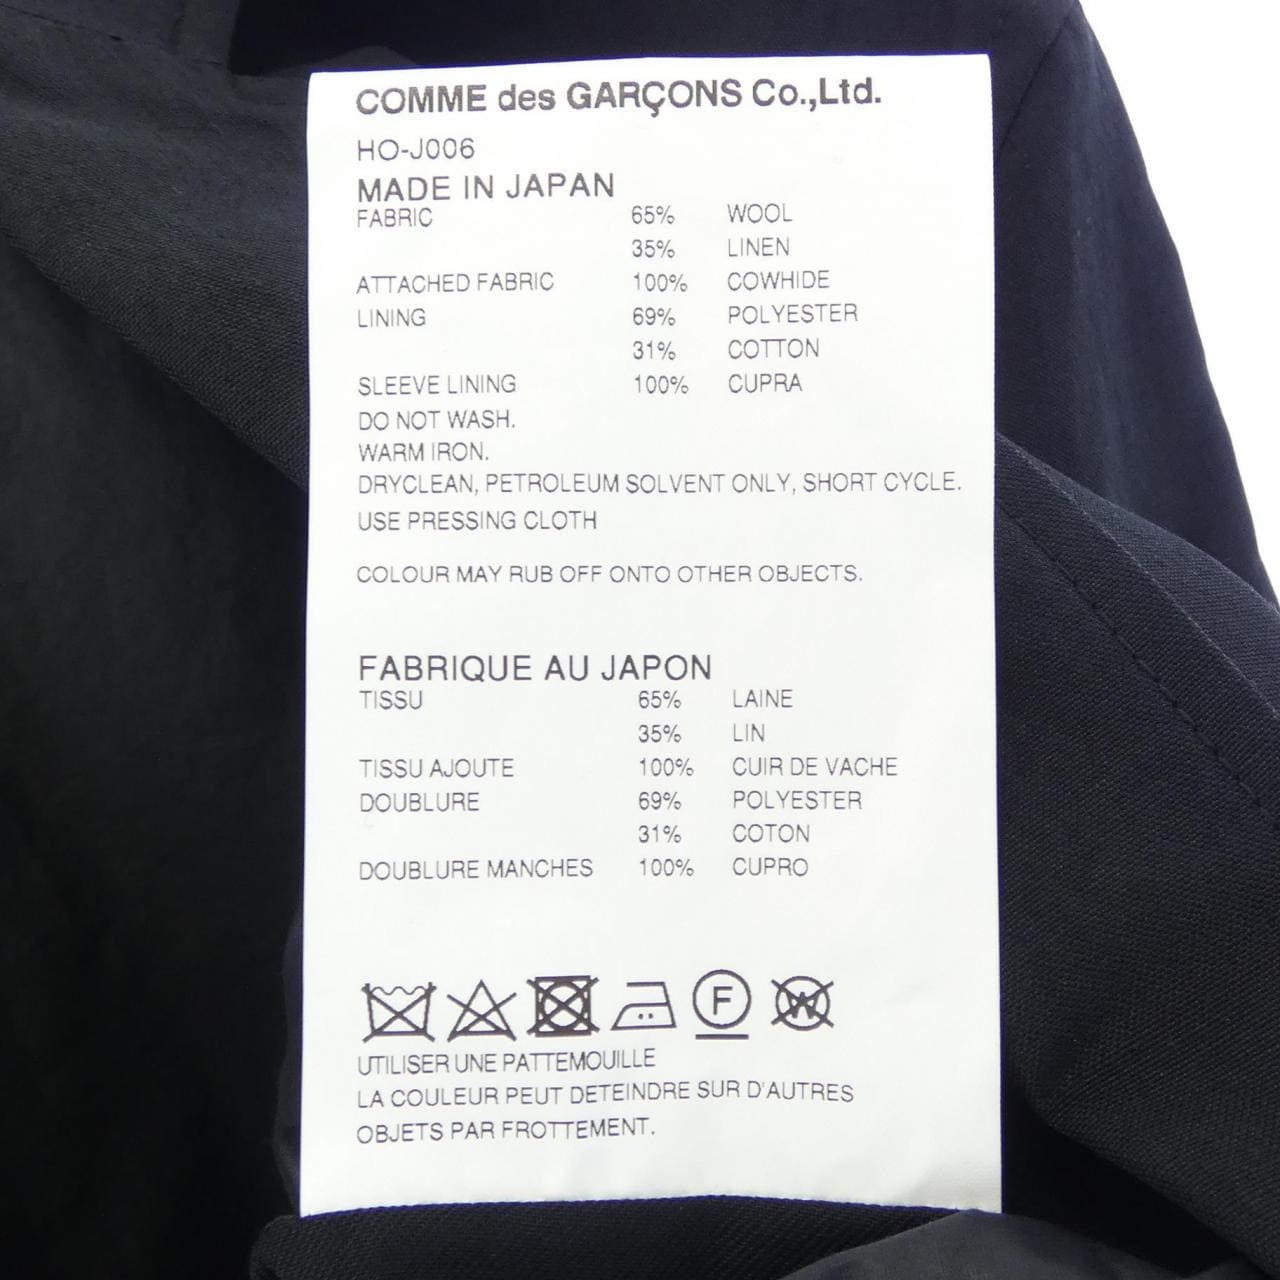 COMME des GARÇONS Co.,Ltd.
HO-J006
MADE IN JAPAN
FABRIC 65% WOOL
35% LINEN
ATTACHED FABRIC 100% COWHIDE
LINING 69% POLYESTER
31% COTTON
SLEEVE LINING 100% CUPRA
DO NOT WASH.
WARM IRON.
DRYCLEAN, PETROLEUM SOLVENT ONLY, SHORT CYCLE.
USE PRESSING CLOTH
COLOUR MAY RUB OFF ONTO OTHER OBJECTS.
FABRIQUE AU JAPON
TISSU 65% LAINE
35% LIN
TISSU AJOUTE 100% CUIR DE VACHE
DOUBLURE 69% POLYESTER
31% COTON
DOUBLURE MANCHES 100% CUPRO
F W
UTILISER UNE PATTEMOUILLE
LA COULEUR PEUT DETEINDRE SUR D'AUTRES
OBJETS PAR FROTTEMENT.